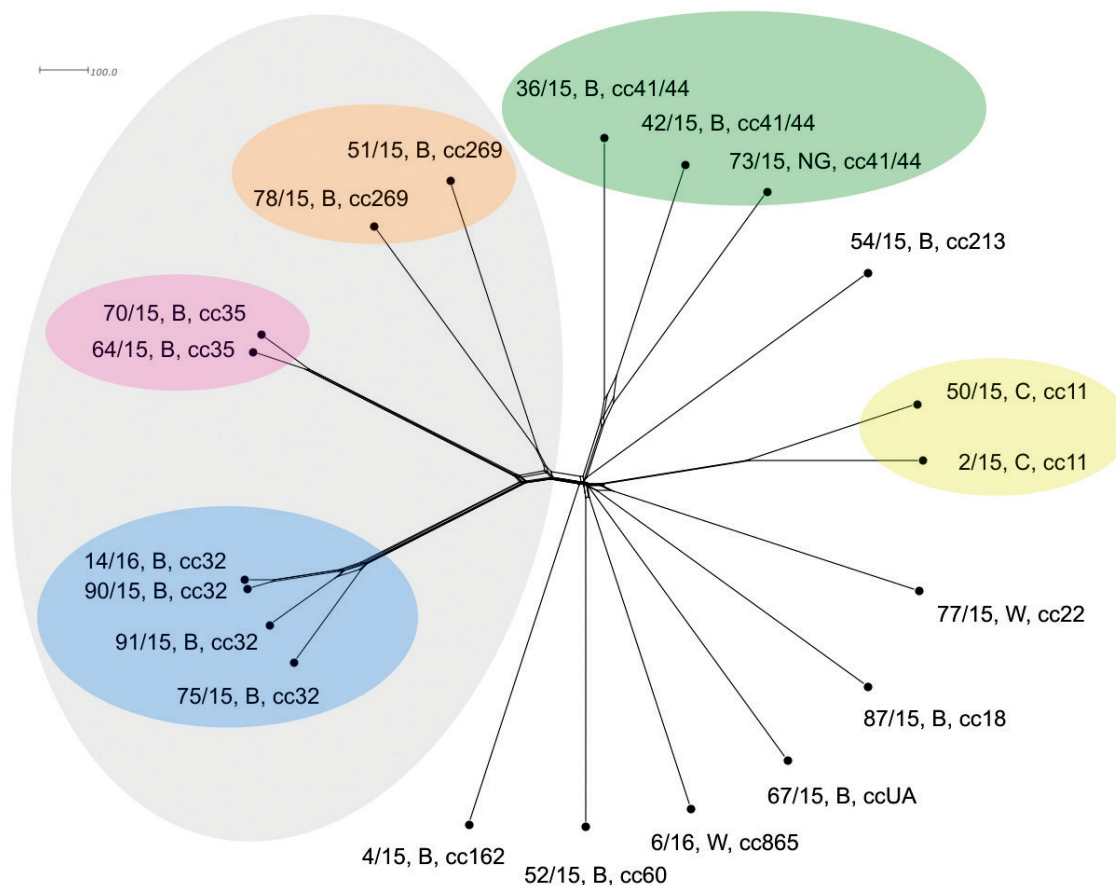 100.0
36/15, B, cc41/44
42/15, B, cc41/44
73/15, NG, cc41/44
51/15, B, cc269
78/15, B, cc269
54/15, B, cc213
70/15, B, cc35
64/15, B, cc35
50/15, C, cc11
2/15, C, cc11
14/16, B, cc32
90/15, B, cc32
91/15, B, cc32
75/15, B, cc32
77/15, W, cc22
87/15, B, cc18
67/15, B, ccUA
6/16, W, cc865
4/15, B, cc162
52/15, B, cc60